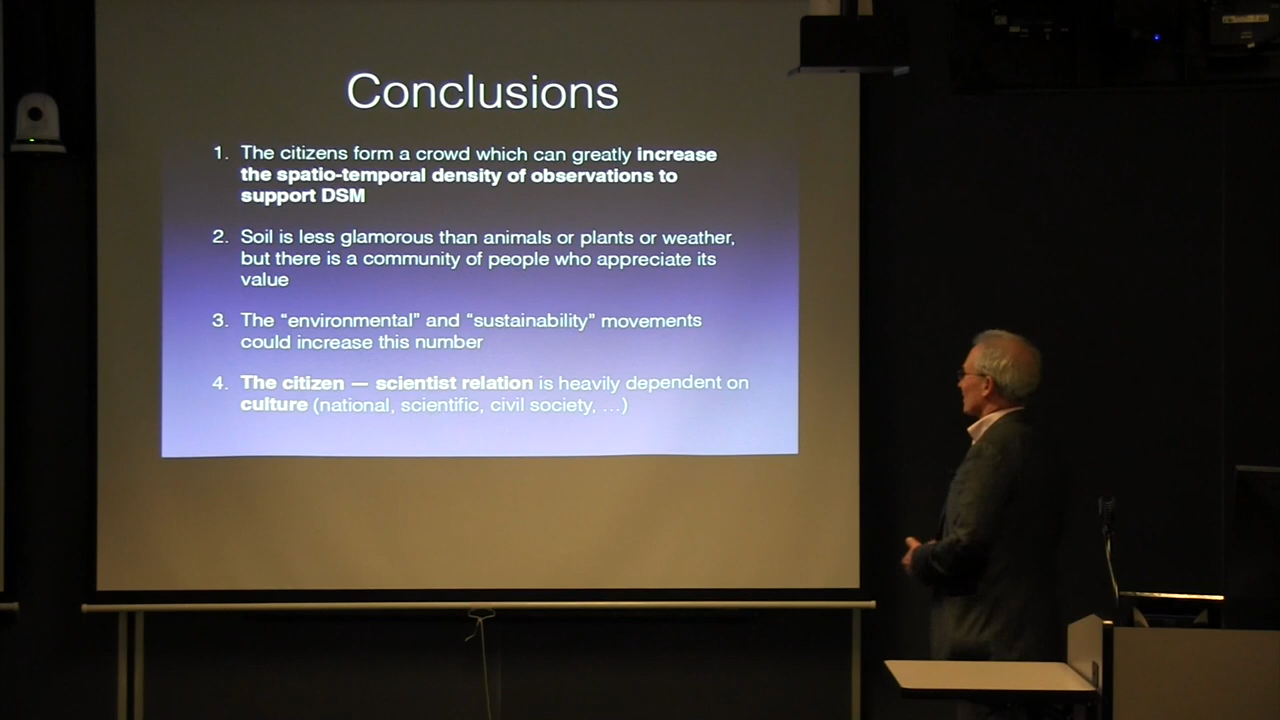 Conclusions
1. The citizens form a crowd which can greatly increase
the spatio-temporal density of observations to
support DSM
2. Soil is less glamorous than animals or plants or weather,
but there is a community of people who appreciate its
value
3. The “environmental” and “sustainability” movements
could increase this number
4. The citizen — scientist relation is heavily dependent on
culture (national, scientific, civil society, …)